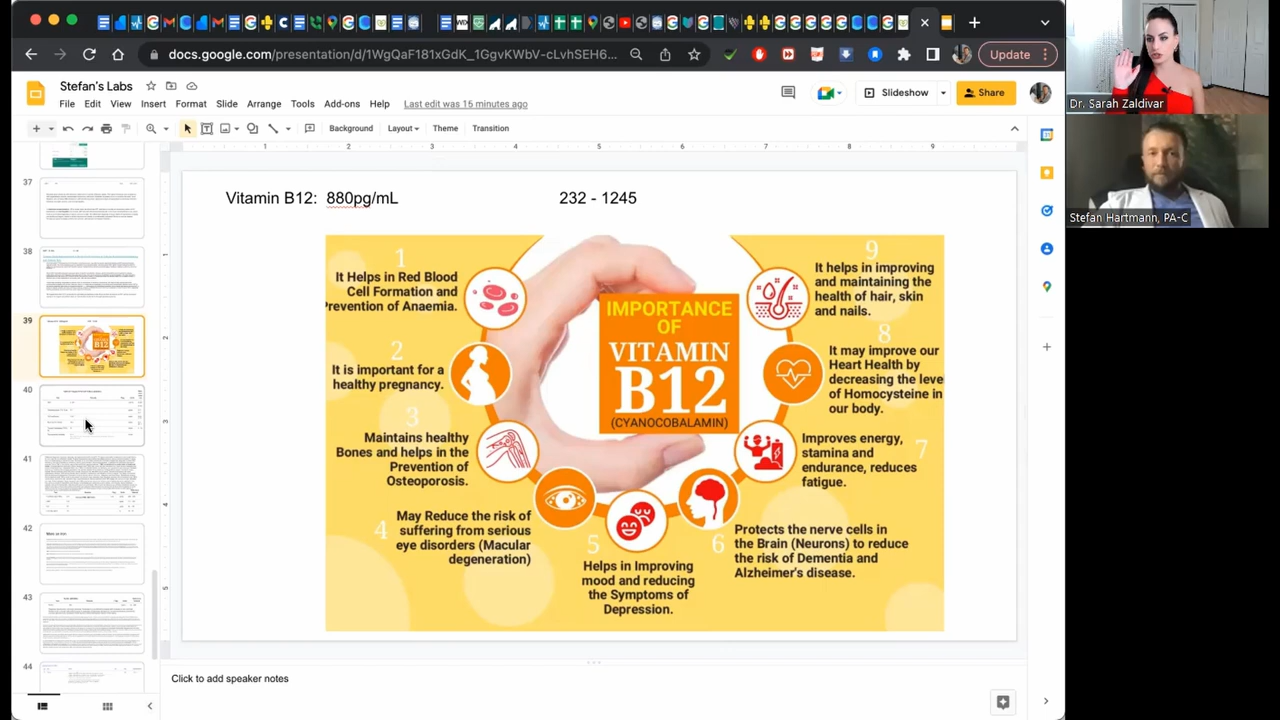 docs.google.com/presentation/d/1WgQaF181xGdK_1GgvKWbV-cLvhSEH6...
Update
Stefan's Labs
File Edit View Insert Format Slide Arrange Tools Add-ons Help Last edit was 15 minutes ago
Slideshow
Share
Background Layout Theme Transition
1 2 3 4 5 6 7 8 9
37
38
39
40
41
42
43
44
Vitamin B12: 880pg/mL 232 - 1245
IMPORTANCE
OF
VITAMIN
B12
(CYANOCOBALAMIN)
1
It Helps in Red Blood
Cell Formation and
Prevention of Anaemia.
2
It is important for a
healthy pregnancy.
3
Maintains healthy
Bones and helps in the
Prevention of
Osteoporosis.
4
May Reduce the risk of
suffering from serious
eye disorders (Macular
degeneration)
5
Helps in Improving
mood and reducing
the Symptoms of
Depression.
6
Protects the nerve cells in
the Brain (Neurons) to reduce
the risk of Dementia and
Alzheimer's disease.
7
Improves energy,
stamina and
endurance, reduces
fatigue.
8
It may improve our
Heart Health by
decreasing the leve
of Homocysteine in
our body.
9
It helps in improving
and maintaining the
health of hair, skin
and nails.
Click to add speaker notes
Dr. Sarah Zaldivar
Stefan Hartmann, PA-C